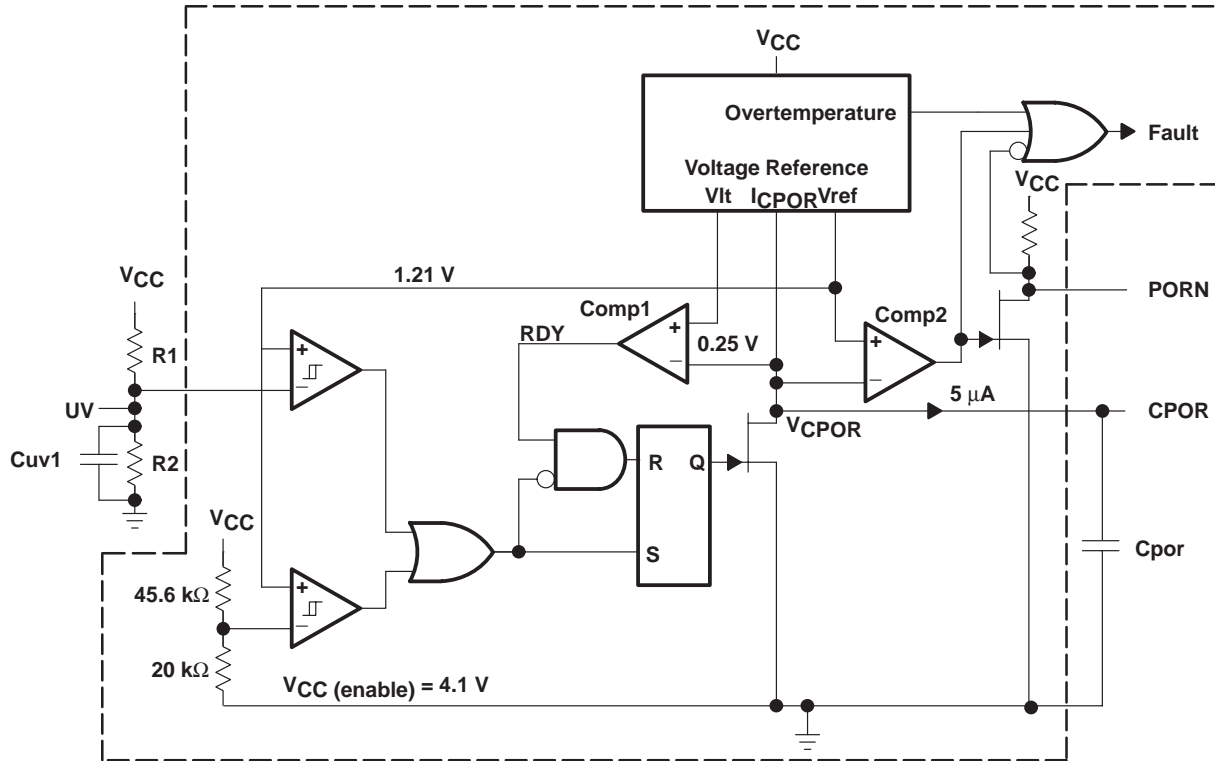 VCC
Overtemperature
Fault
Voltage Reference
VIt ICPOR Vref
VCC
1.21 V
VCC
PORN
Comp1
Comp2
RDY
R1
0.25 V
5 μA
UV
CPOR
VCPOR
Cuv1
R2
R Q
VCC
S
Cpor
45.6 kΩ
20 kΩ
VCC (enable) = 4.1 V
+
−
+
−
+
−
+
−